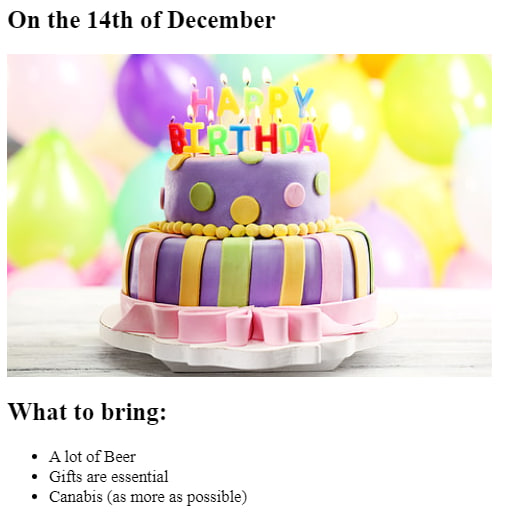 On the 14th of December
HAPPY
BIRTHDAY
What to bring:
A lot of Beer
Gifts are essential
Canabis (as more as possible)